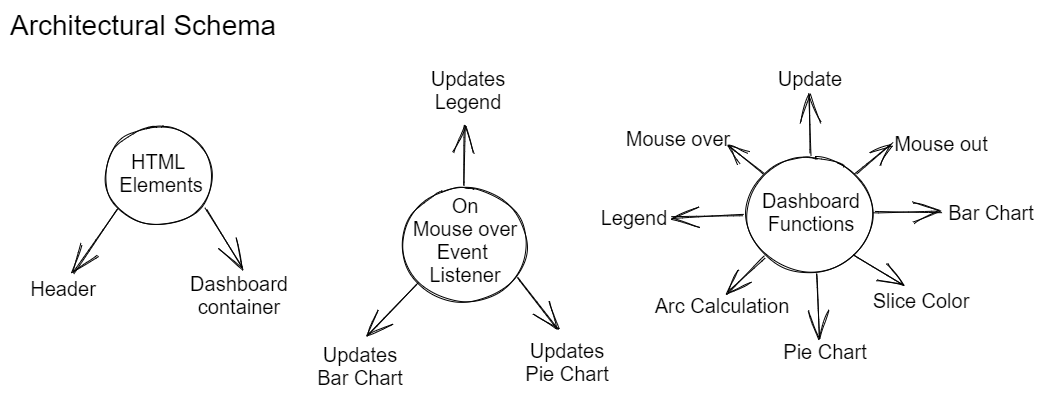 Architectural Schema
HTML
Elements
Header
Dashboard
container
Updates
Legend
On
Mouse over
Event
Listener
Updates
Bar Chart
Updates
Pie Chart
Update
Mouse over
Mouse out
Dashboard
Functions
Legend
Bar Chart
Arc Calculation
Slice Color
Pie Chart